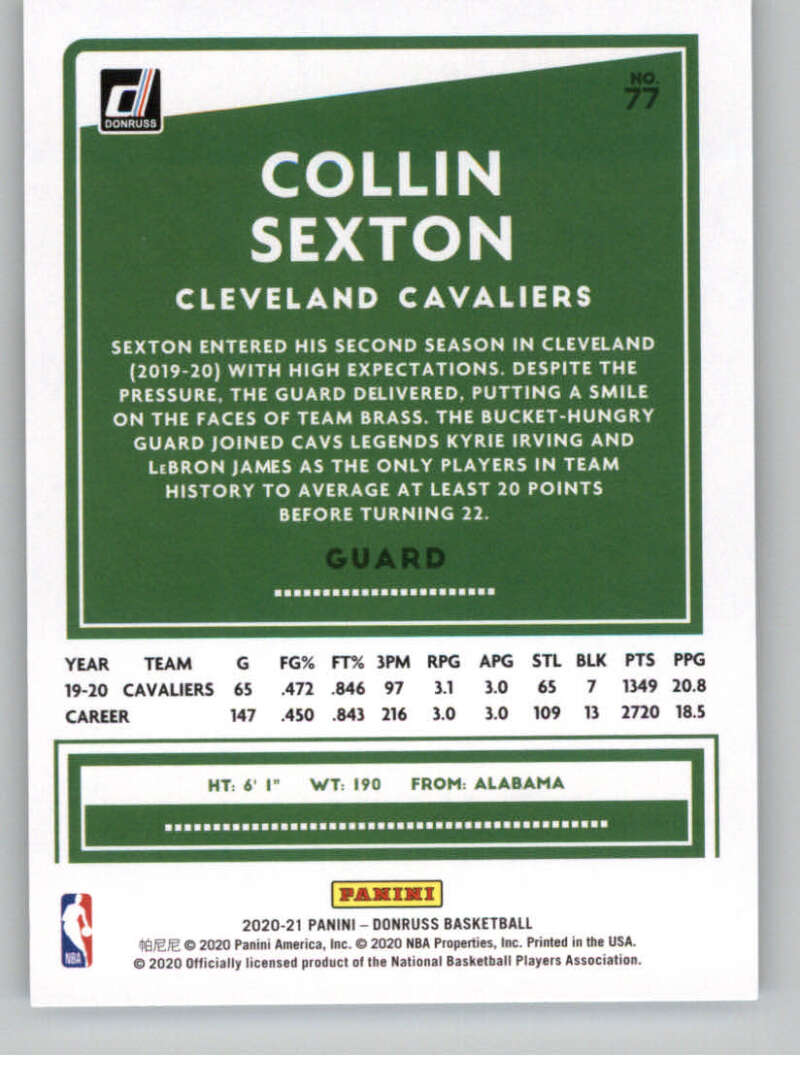 DONRUSS
NO.
77
COLLIN
SEXTON
CLEVELAND CAVALIERS
SEXTON ENTERED HIS SECOND SEASON IN CLEVELAND
(2019-20) WITH HIGH EXPECTATIONS. DESPITE THE
PRESSURE, THE GUARD DELIVERED, PUTTING A SMILE
ON THE FACES OF TEAM BRASS. THE BUCKET-HUNGRY
GUARD JOINED CAVS LEGENDS KYRIE IRVING AND
LeBRON JAMES AS THE ONLY PLAYERS IN TEAM
HISTORY TO AVERAGE AT LEAST 20 POINTS
BEFORE TURNING 22.
GUARD
YEAR TEAM G FG% FT% 3PM RPG APG STL BLK PTS PPG
19-20 CAVALIERS 65 .472 .846 97 3.1 3.0 65 7 1349 20.8
CAREER 147 .450 .843 216 3.0 3.0 109 13 2720 18.5
HT: 6' 1" WT: 190 FROM: ALABAMA
PANINI
2020-21 PANINI – DONRUSS BASKETBALL
帕尼尼 © 2020 Panini America, Inc. © 2020 NBA Properties, Inc. Printed in the USA.
© 2020 Officially licensed product of the National Basketball Players Association.
NBA